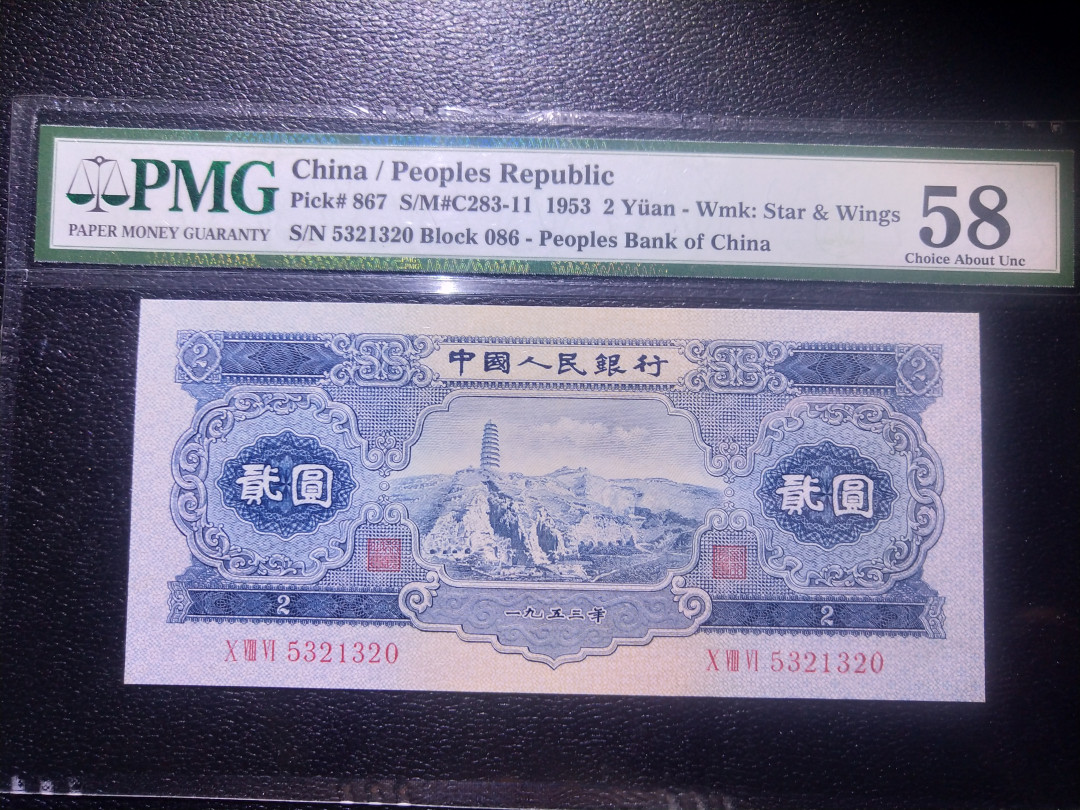 PMG
PAPER MONEY GUARANTY
China / Peoples Republic
Pick# 867 S/M#C283-11 1953 2 Yüan - Wmk: Star & Wings
S/N 5321320 Block 086 - Peoples Bank of China
58
Choice About Unc
2
中國人民銀行
2
貳圓
貳圓
2
一九五三年
2
X VIII VI 5321320
X VIII VI 5321320